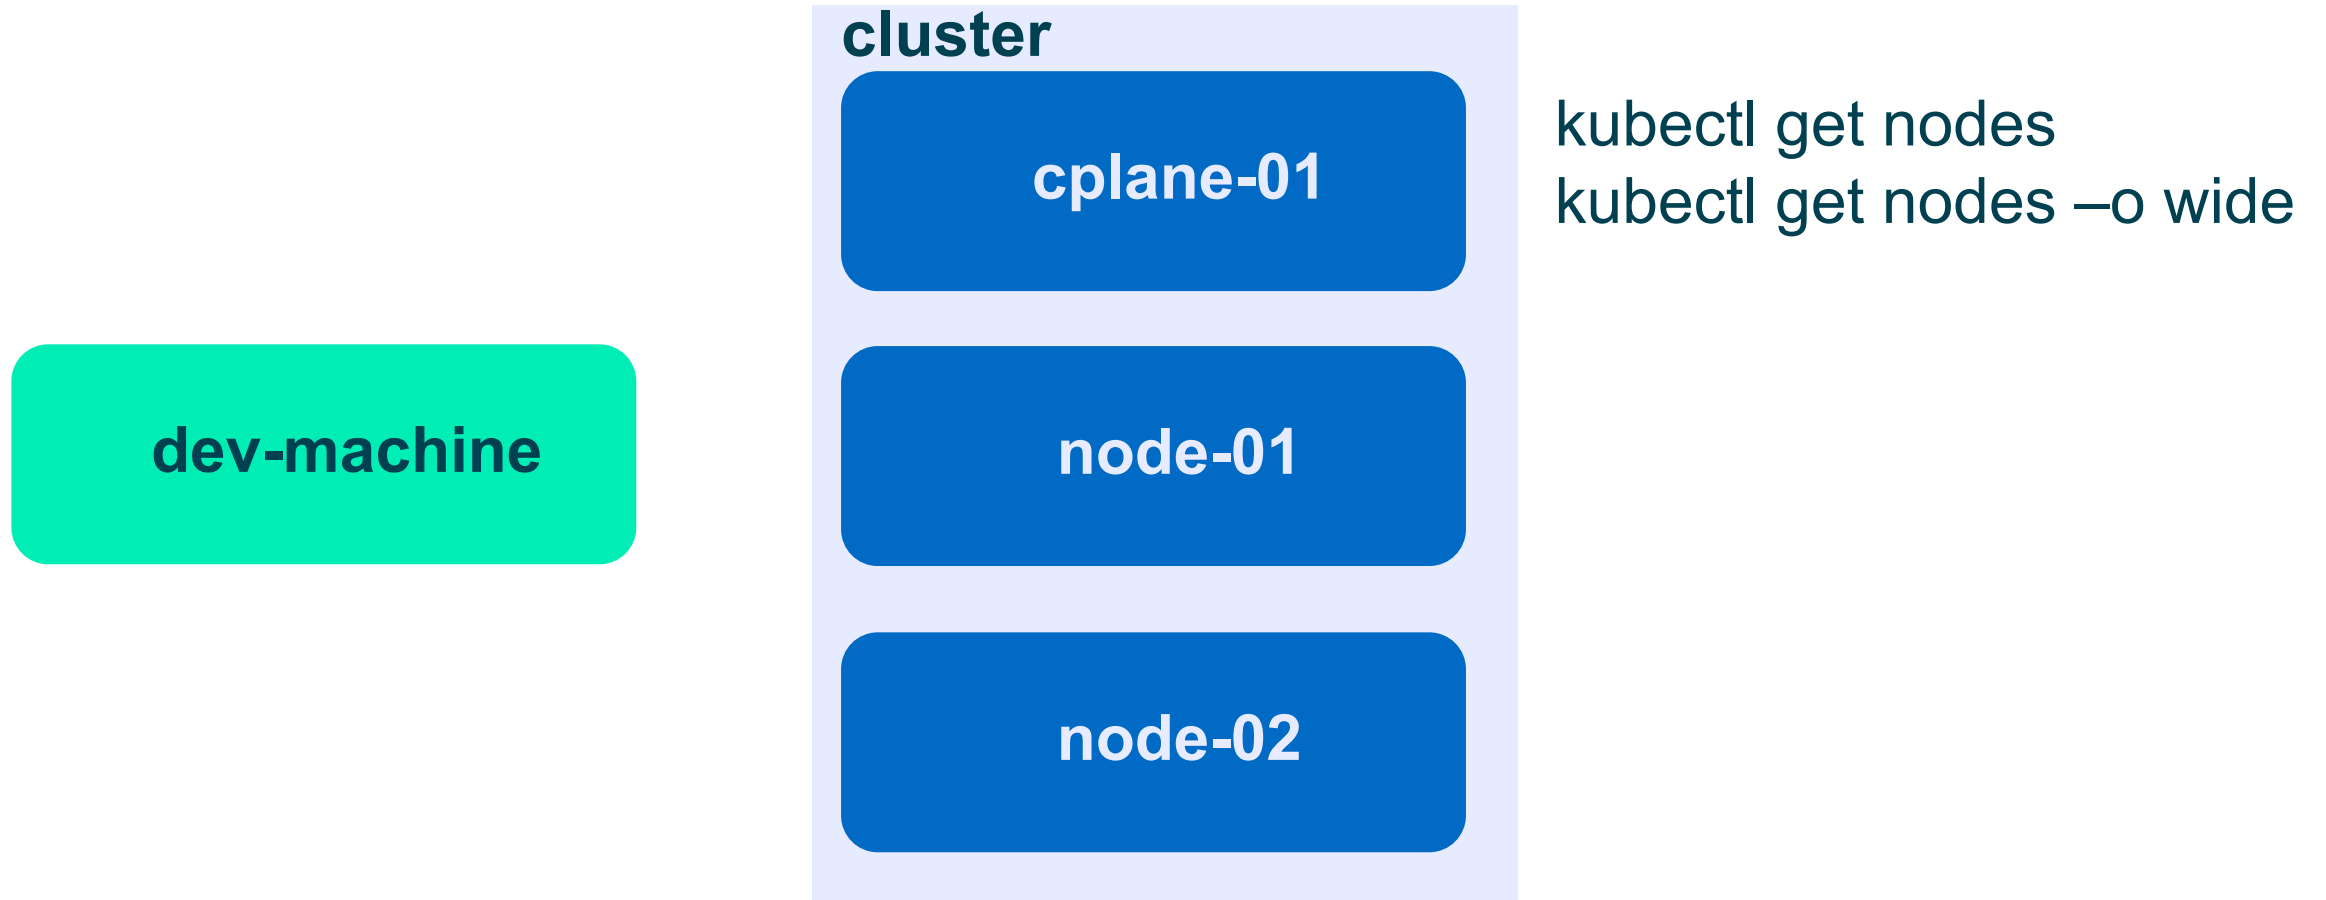 cluster
cplane-01
kubectl get nodes
kubectl get nodes –o wide
dev-machine
node-01
node-02